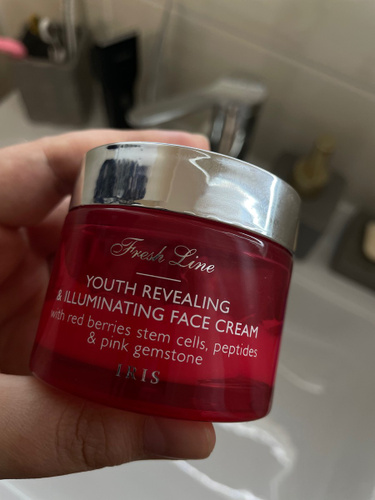 Fresh Line
YOUTH REVEALING
& ILLUMINATING FACE CREAM
with red berries stem cells, peptides
& pink gemstone
IRIS